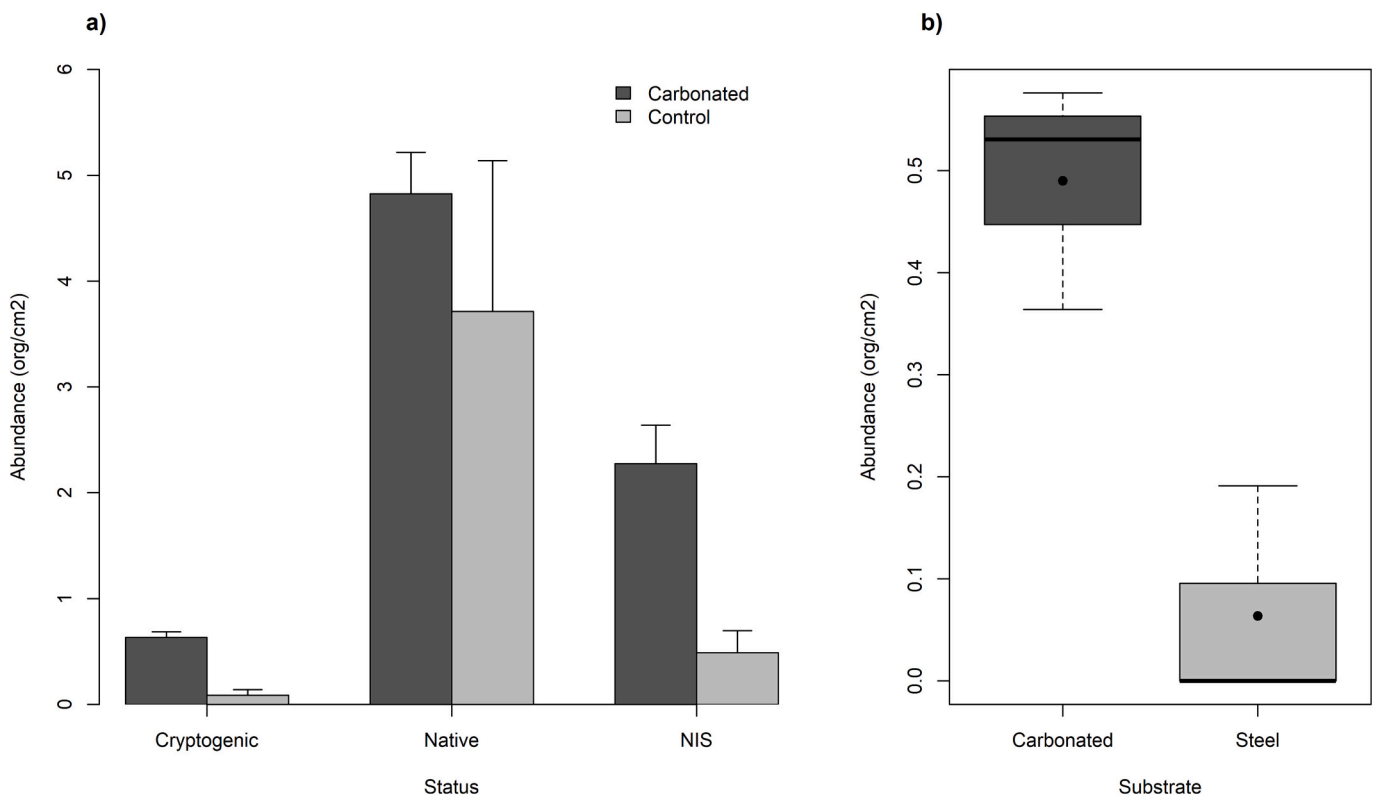 a)
Abundance (org/cm2)
6
5
4
3
2
1
0
Carbonated
Control
Cryptogenic
Native
NIS
Status
b)
Abundance (org/cm2)
0.5
0.4
0.3
0.2
0.1
0.0
Carbonated
Steel
Substrate